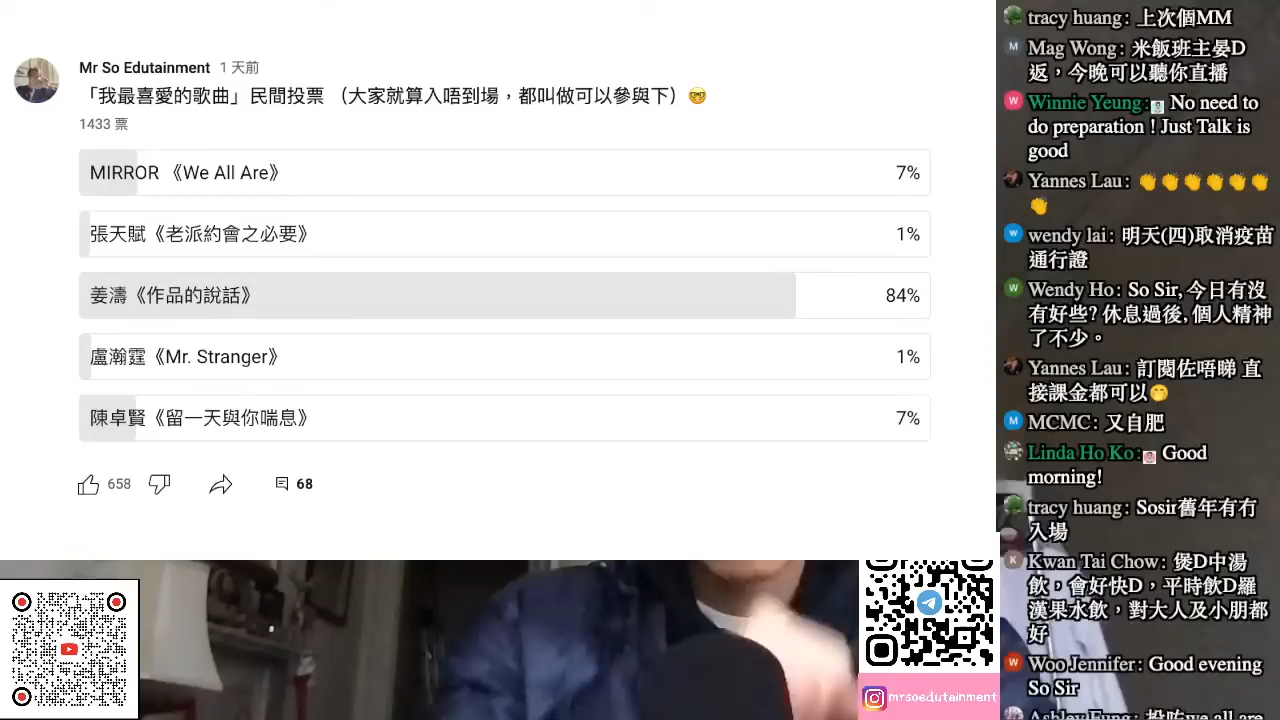 Mr So Edutainment 1 天前
「我最喜愛的歌曲」民間投票 （大家就算入唔到場，都叫做可以參與下）🤓
1433 票
MIRROR 《We All Are》 7%
張天賦《老派約會之必要》 1%
姜濤《作品的說話》 84%
盧瀚霆《Mr. Stranger》 1%
陳卓賢《留一天與你喘息》 7%
658 68
mrsoedutainment
tracy huang: 上次個MM
Mag Wong: 米飯班主晏D
返，今晚可以聽你直播
Winnie Yeung: No need to
do preparation ! Just Talk is
good
Yannes Lau: 👏👏👏👏👏👏
👏
wendy lai: 明天(四)取消疫苗
通行證
Wendy Ho: So Sir, 今日有沒
有好些? 休息過後, 個人精神
了不少。
Yannes Lau: 訂閱佐唔睇 直
接課金都可以🤭
MCMC: 又自肥
Linda Ho Ko: Good
morning!
tracy huang: Sosir舊年有冇
入場
Kwan Tai Chow: 煲D中湯
飲，會好快D，平時飲D羅
漢果水飲，對大人及小朋都
好
Woo Jennifer: Good evening
So Sir
Ashley Fung: 投咗we all are